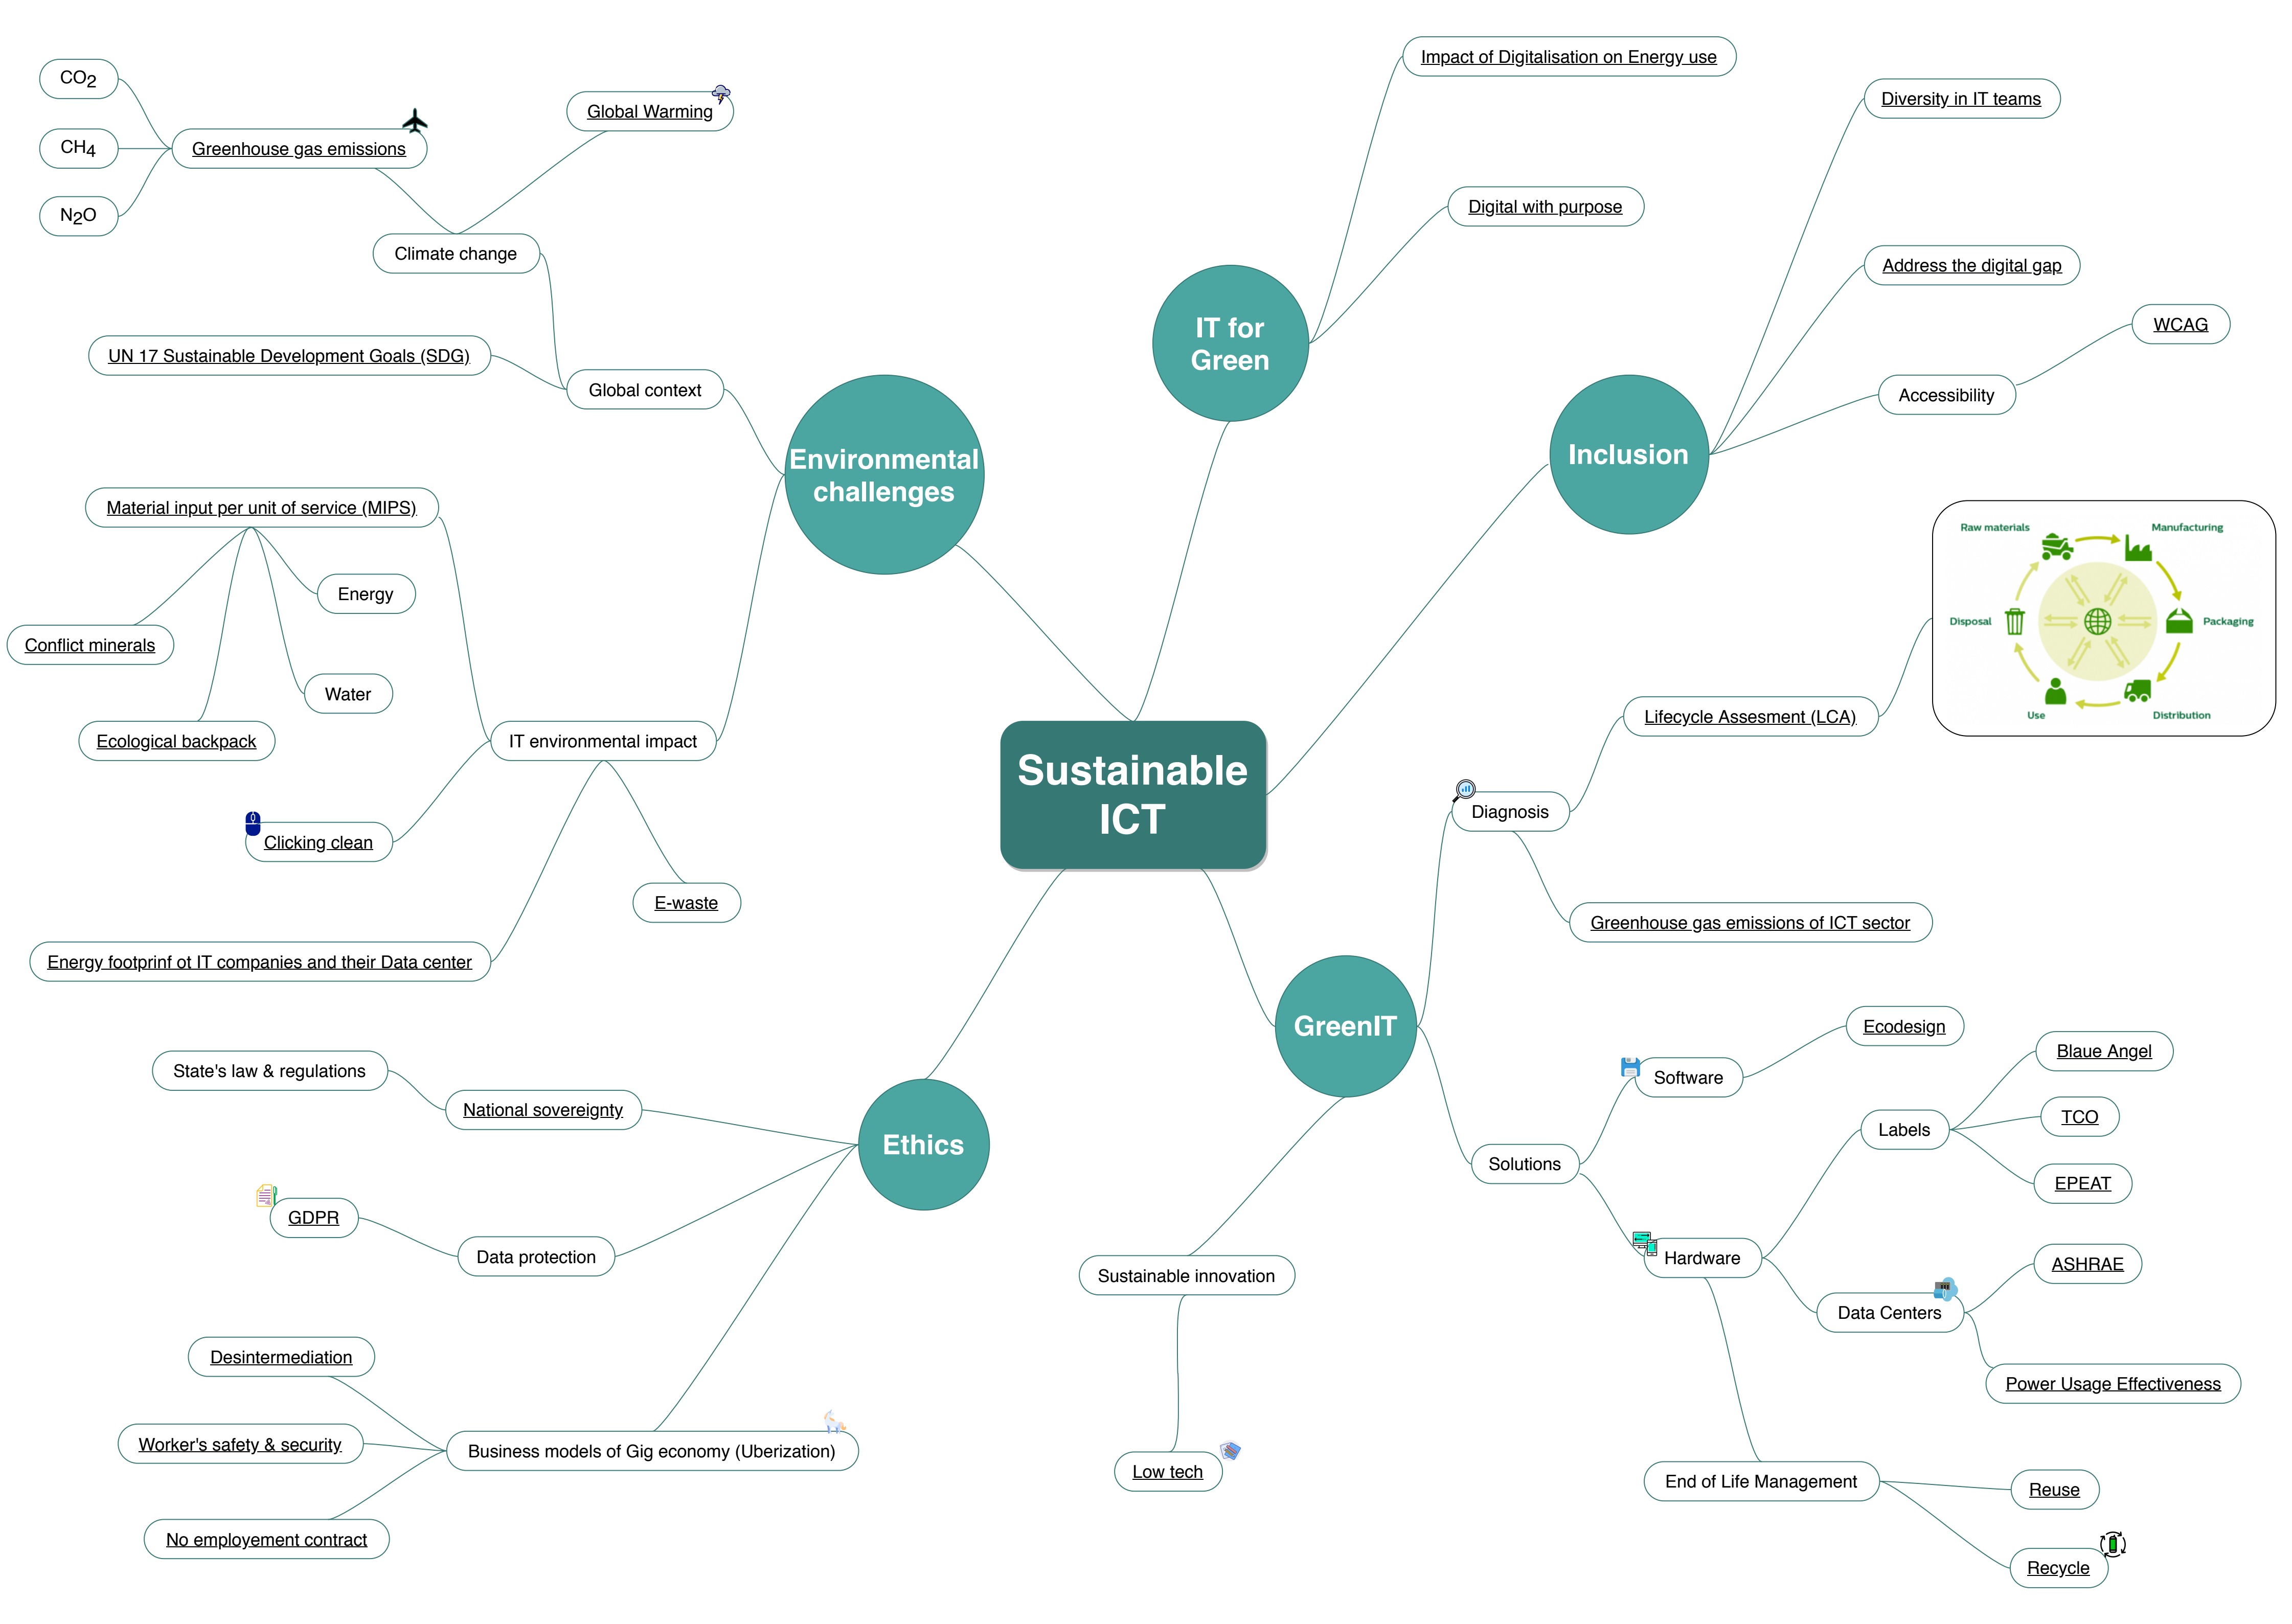 Sustainable
ICT
Environmental
challenges
Global context
Climate change
Greenhouse gas emissions
CO2
CH4
N2O
Global Warming
UN 17 Sustainable Development Goals (SDG)
IT environmental impact
Material input per unit of service (MIPS)
Energy
Conflict minerals
Water
Ecological backpack
Clicking clean
E-waste
Energy footprinf ot IT companies and their Data center
IT for
Green
Impact of Digitalisation on Energy use
Digital with purpose
Inclusion
Diversity in IT teams
Address the digital gap
Accessibility
WCAG
GreenIT
Diagnosis
Lifecycle Assesment (LCA)
Raw materials
Manufacturing
Packaging
Distribution
Use
Disposal
Greenhouse gas emissions of ICT sector
Solutions
Software
Ecodesign
Hardware
Labels
Blaue Angel
TCO
EPEAT
Data Centers
ASHRAE
Power Usage Effectiveness
End of Life Management
Reuse
Recycle
Sustainable innovation
Low tech
Ethics
National sovereignty
State's law & regulations
Data protection
GDPR
Business models of Gig economy (Uberization)
Desintermediation
Worker's safety & security
No employement contract